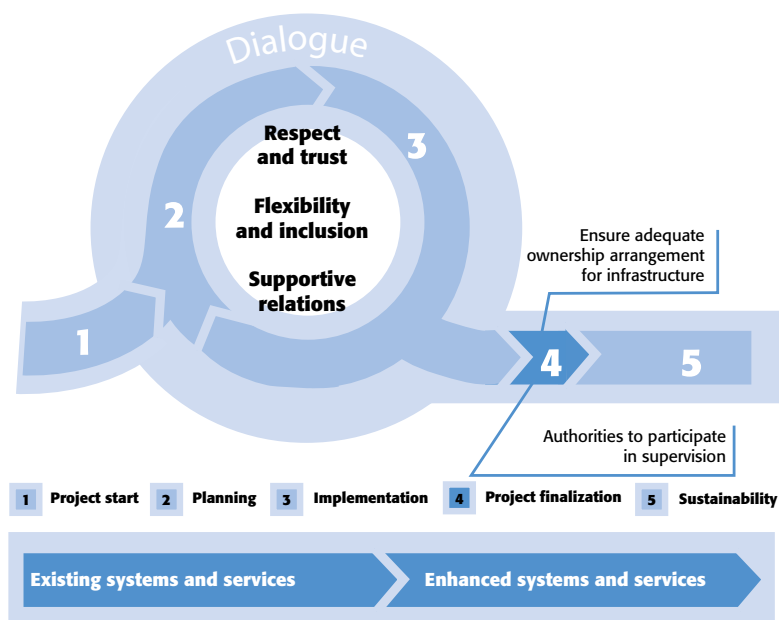 Dialogue
Respect
and trust
Flexibility
and inclusion
Supportive
relations
1
2
3
Ensure adequate
ownership arrangement
for infrastructure
4
5
Authorities to participate
in supervision
1 Project start 2 Planning 3 Implementation 4 Project finalization 5 Sustainability
Existing systems and services Enhanced systems and services